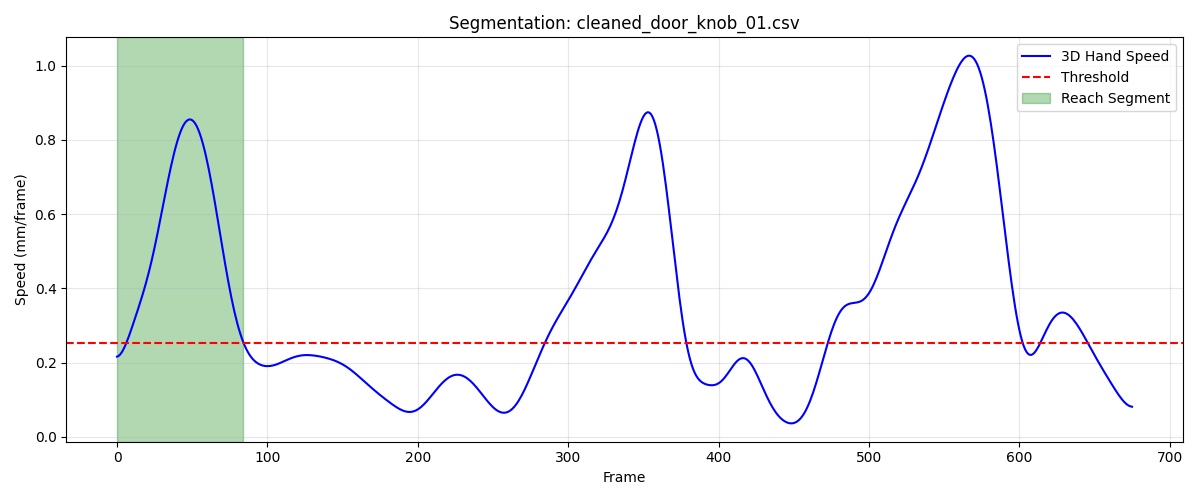 Segmentation: cleaned_door_knob_01.csv
3D Hand Speed
Threshold
Reach Segment
Speed (mm/frame)
1.0
0.8
0.6
0.4
0.2
0.0
0 100 200 300 400 500 600 700
Frame